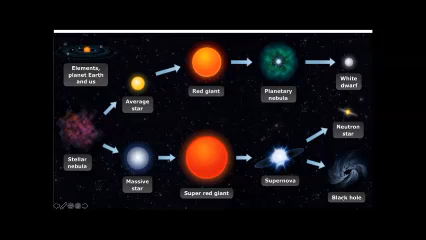 Elements,
planet Earth
and us
Average
star
Red giant
Planetary
nebula
White
dwarf
Neutron
star
Stellar
nebula
Massive
star
Super red giant
Supernova
Black hole